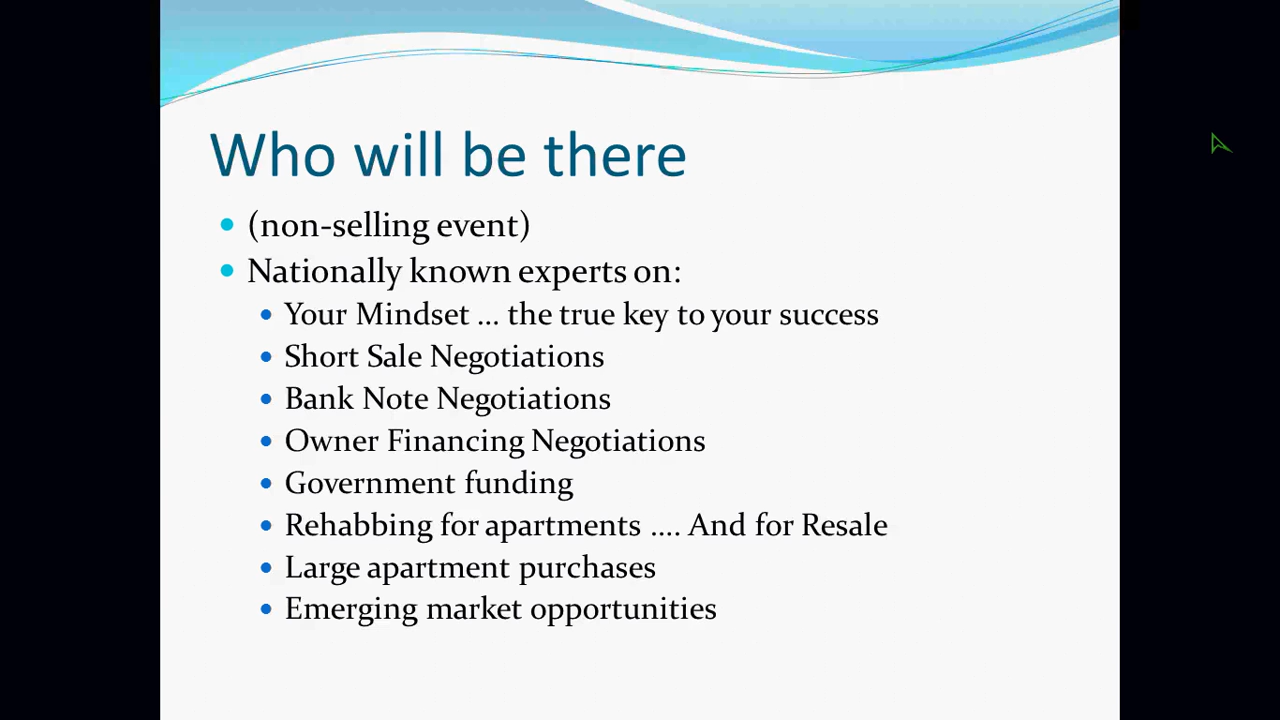 Who will be there
(non-selling event)
Nationally known experts on:
Your Mindset ... the true key to your success
Short Sale Negotiations
Bank Note Negotiations
Owner Financing Negotiations
Government funding
Rehabbing for apartments .... And for Resale
Large apartment purchases
Emerging market opportunities